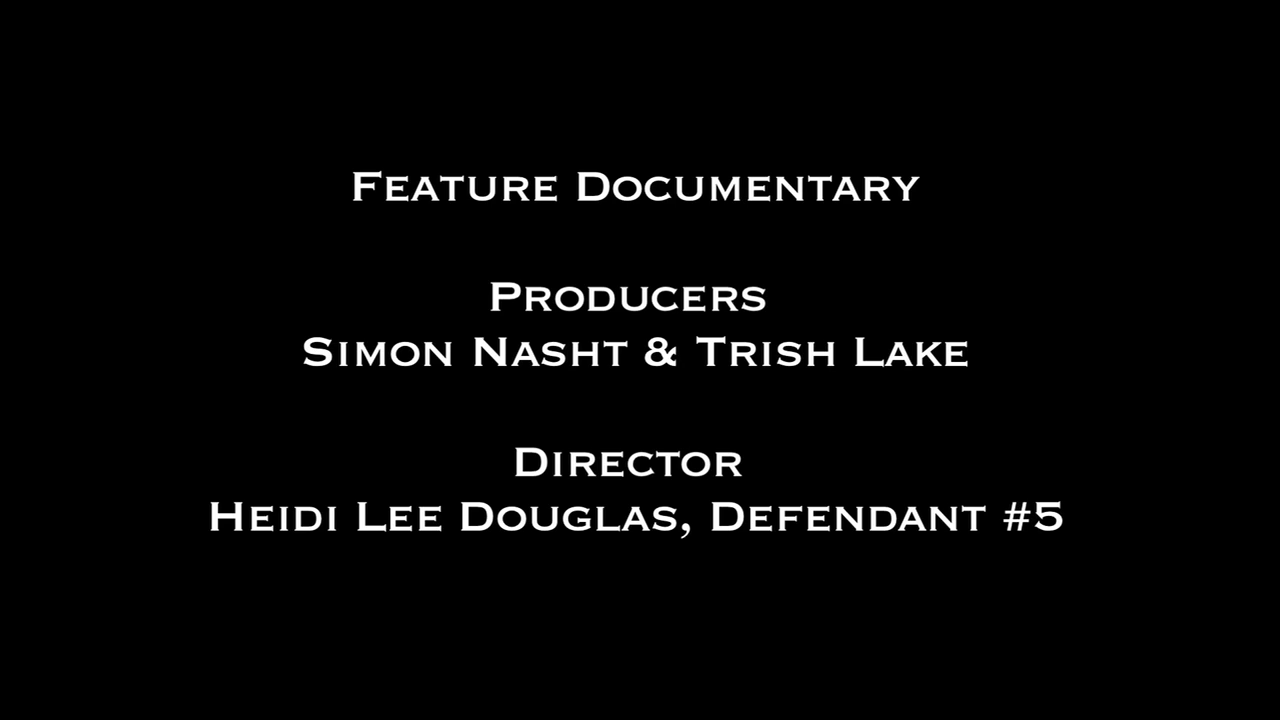 Feature Documentary
Producers
Simon Nasht & Trish Lake
Director
Heidi Lee Douglas, Defendant #5